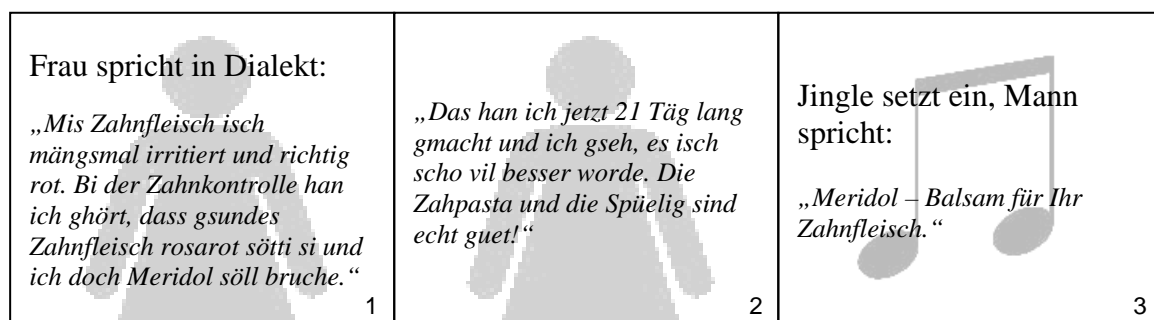 Frau spricht in Dialekt:
„Mis Zahnfleisch isch
mängsmal irritiert und richtig
rot. Bi der Zahnkontrolle han
ich ghört, dass gsundes
Zahnfleisch rosarot sötti si und
ich doch Meridol söll bruche.“
1
„Das han ich jetzt 21 Täg lang
gmacht und ich gseh, es isch
scho vil besser worde. Die
Zahpasta und die Spüelig sind
echt guet!“
2
Jingle setzt ein, Mann
spricht:
„Meridol – Balsam für Ihr
Zahnfleisch.“
3